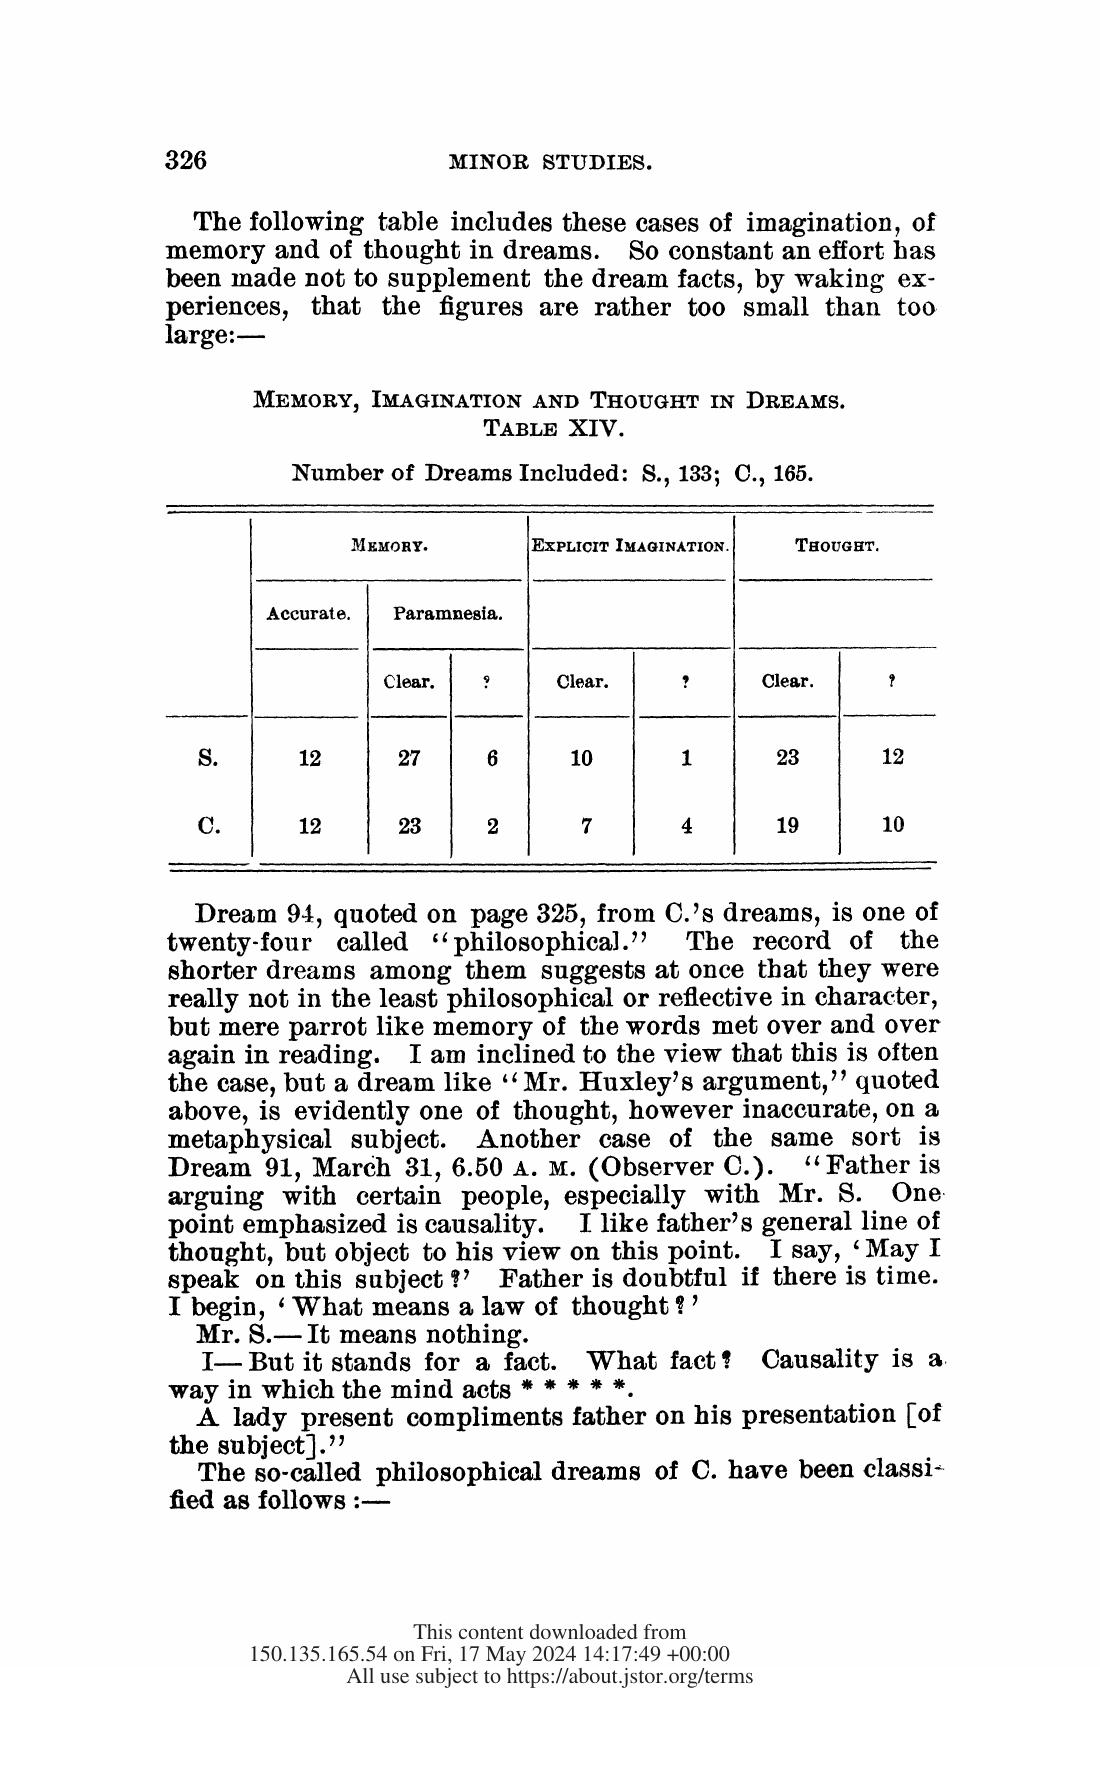 326 MINOR STUDIES.
The following table includes these cases of imagination, of
memory and of thought in dreams. So constant an effort has
been made not to supplement the dream facts, by waking ex-
periences, that the figures are rather too small than too
large:—
MEMORY, IMAGINATION AND THOUGHT IN DREAMS.
TABLE XIV.
Number of Dreams Included: S., 133; C., 165.
MEMORY. EXPLICIT IMAGINATION. THOUGHT.
Accurate. Paramnesia.
Clear. ? Clear. ? Clear. ?
S. 12 27 6 10 1 23 12
C. 12 23 2 7 4 19 10
Dream 94, quoted on page 325, from C.'s dreams, is one of
twenty-four called "philosophical." The record of the
shorter dreams among them suggests at once that they were
really not in the least philosophical or reflective in character,
but mere parrot like memory of the words met over and over
again in reading. I am inclined to the view that this is often
the case, but a dream like "Mr. Huxley's argument," quoted
above, is evidently one of thought, however inaccurate, on a
metaphysical subject. Another case of the same sort is
Dream 91, March 31, 6.50 A. M. (Observer C.). "Father is
arguing with certain people, especially with Mr. S. One
point emphasized is causality. I like father's general line of
thought, but object to his view on this point. I say, 'May I
speak on this subject?' Father is doubtful if there is time.
I begin, 'What means a law of thought?'
Mr. S.—It means nothing.
I—But it stands for a fact. What fact? Causality is a
way in which the mind acts * * * * *.
A lady present compliments father on his presentation [of
the subject]."
The so-called philosophical dreams of C. have been classi-
fied as follows:—
This content downloaded from
150.135.165.54 on Fri, 17 May 2024 14:17:49 +00:00
All use subject to https://about.jstor.org/terms